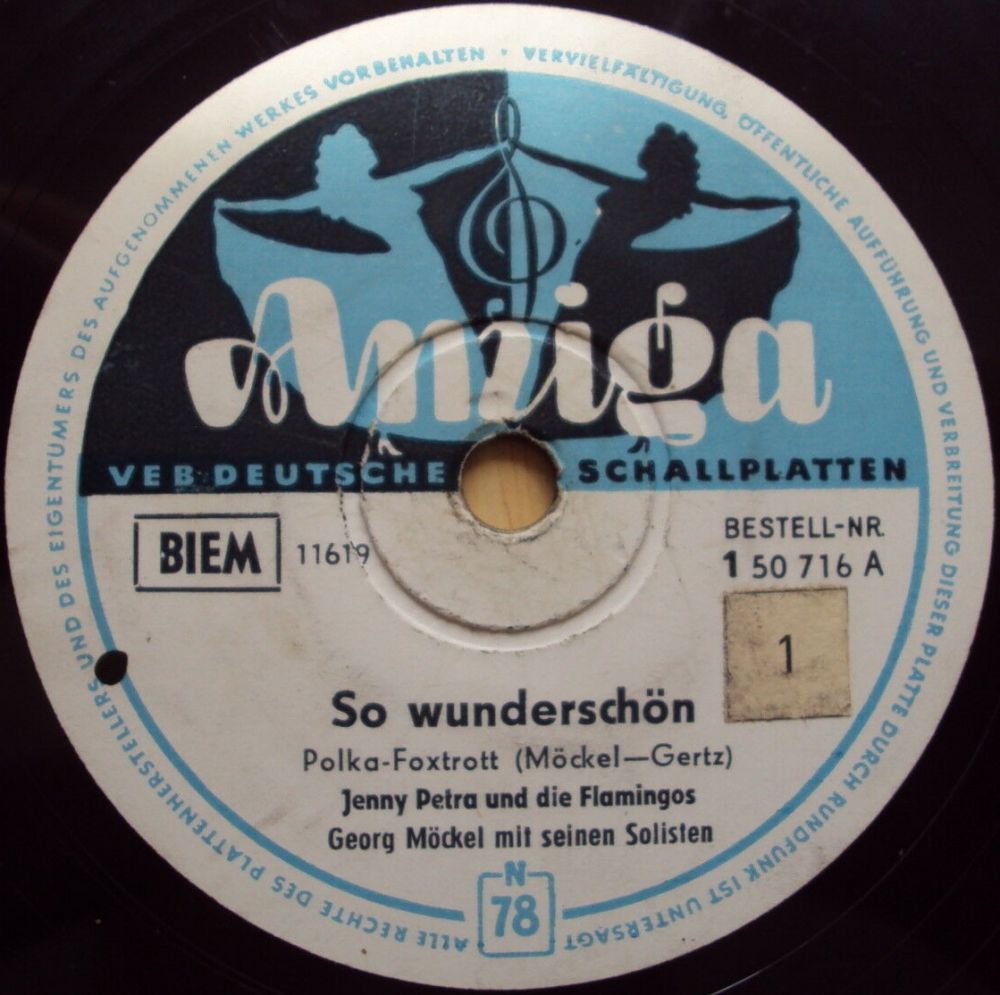 ALLE RECHTE DES PLATTENHERSTELLERS UND DES EIGENTÜMERS DES AUFGENOMMENEN WERKES VORBEHALTEN · VERVIELFÄLTIGUNG, ÖFFENTLICHE AUFFÜHRUNG UND VERBREITUNG DIESER PLATTE DURCH RUNDFUNK IST UNTERSAGT
Amiga
VEB DEUTSCHE SCHALLPLATTEN
BIEM 11619
BESTELL-NR.
1 50 716 A
1
So wunderschön
Polka-Foxtrott (Möckel—Gertz)
Jenny Petra und die Flamingos
Georg Möckel mit seinen Solisten
N
78